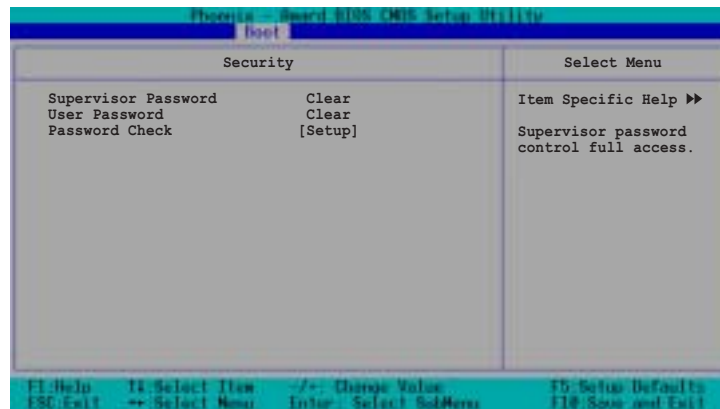 Phoenix - Award BIOS CMOS Setup Utility
Boot
Security
Select Menu
Supervisor Password Clear
User Password Clear
Password Check [Setup]
Item Specific Help ▶▶
Supervisor password
control full access.
F1:Help ↑↓:Select Item -/+: Change Value F5:Setup Defaults
ESC:Exit ↔:Select Menu Enter: Select SubMenu F10:Save and Exit